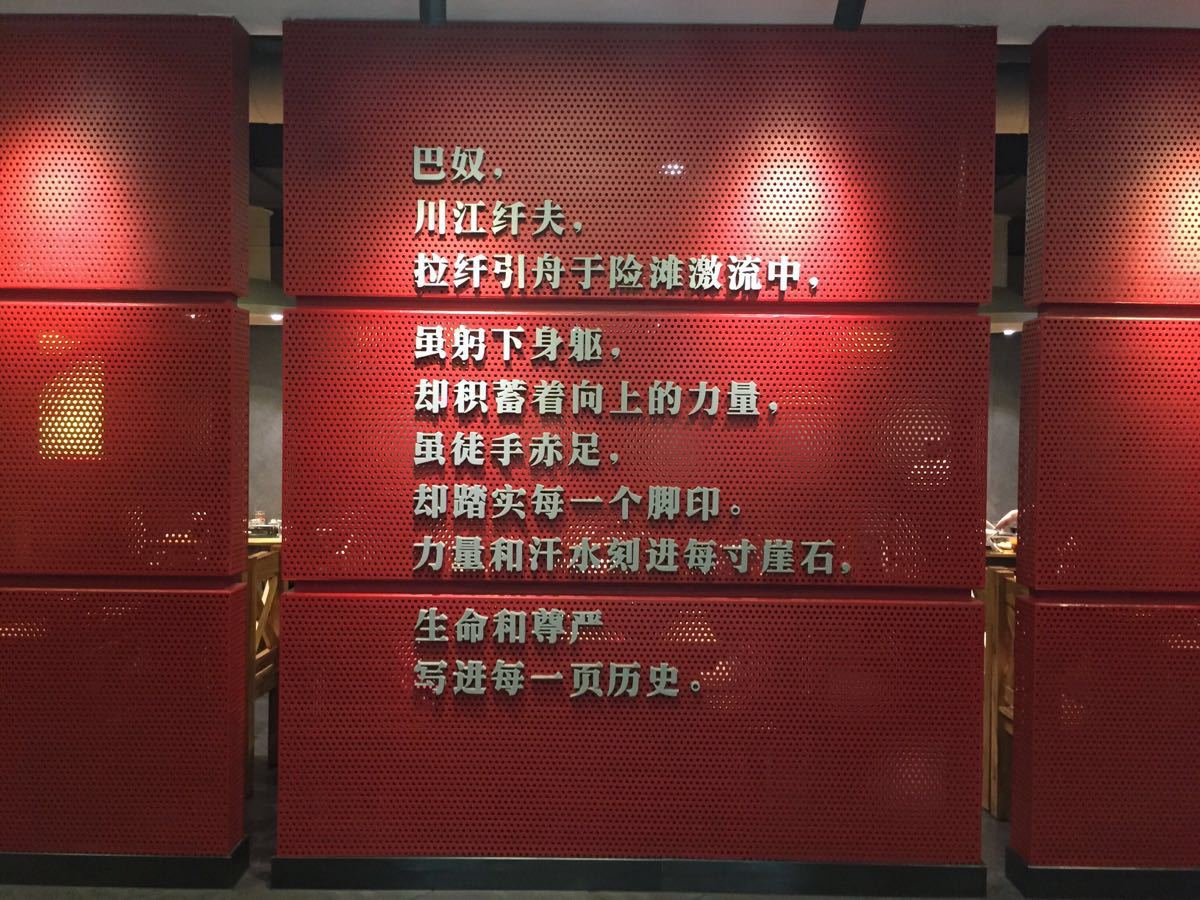 巴奴，
川江纤夫，
拉纤引舟于险滩激流中，
虽躬下身躯，
却积蓄着向上的力量，
虽徒手赤足，
却踏实每一个脚印。
力量和汗水刻进每寸崖石，
生命和尊严
写进每一页历史。